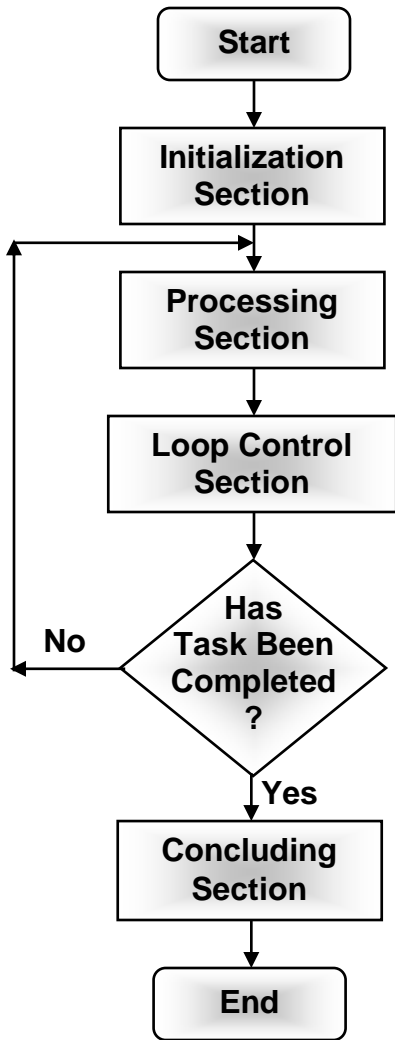 Start
Initialization
Section
Processing
Section
Loop Control
Section
Has
Task Been
Completed
?
No
Yes
Concluding
Section
End